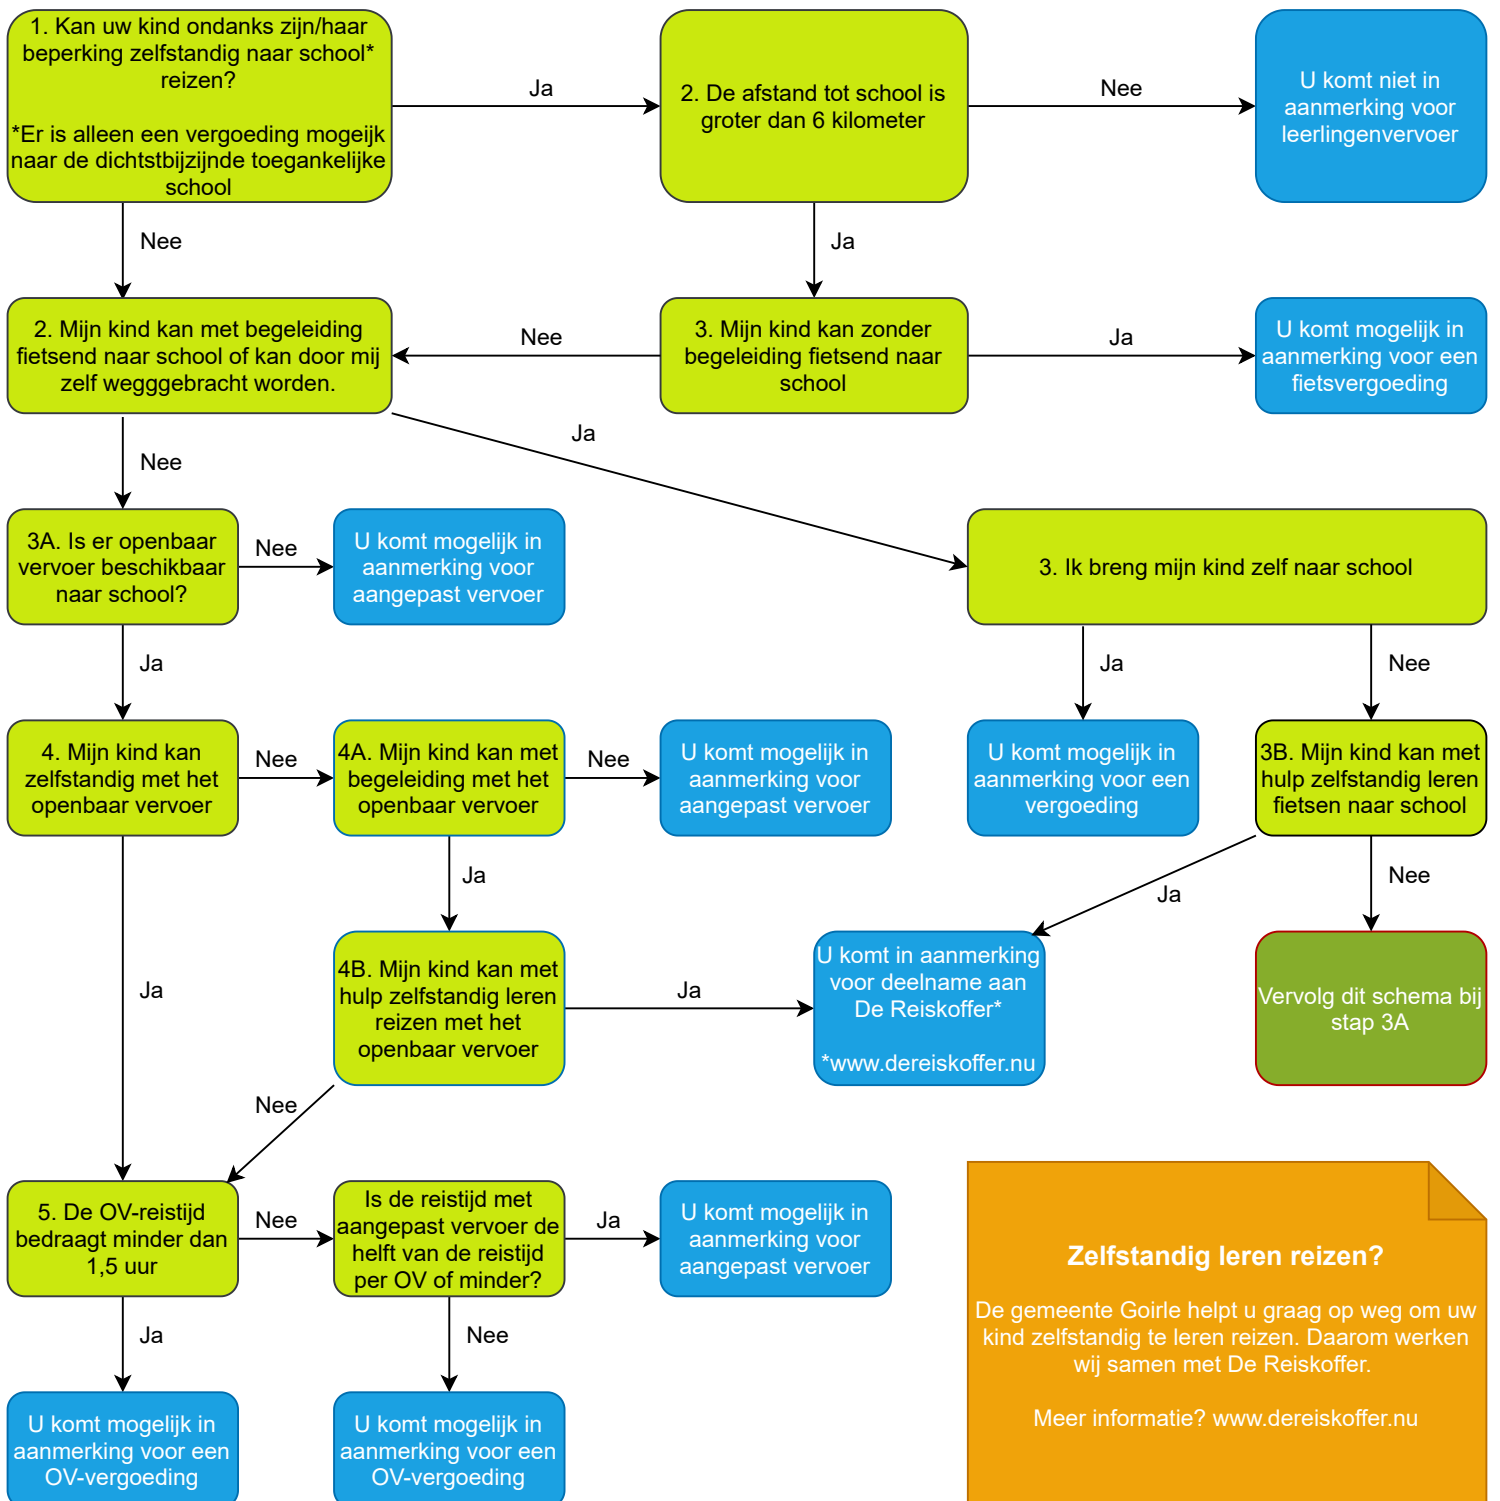 1. Kan uw kind ondanks zijn/haar
beperking zelfstandig naar school*
reizen?
*Er is alleen een vergoeding mogeijk
naar de dichtstbijzijnde toegankelijke
school
Ja
2. De afstand tot school is
groter dan 6 kilometer
Nee
U komt niet in
aanmerking voor
leerlingenvervoer
Nee
Ja
2. Mijn kind kan met begeleiding
fietsend naar school of kan door mij
zelf wegggebracht worden.
Nee
3. Mijn kind kan zonder
begeleiding fietsend naar
school
Ja
U komt mogelijk in
aanmerking voor een
fietsvergoeding
Ja
Nee
3A. Is er openbaar
vervoer beschikbaar
naar school?
Nee
U komt mogelijk in
aanmerking voor
aangepast vervoer
3. Ik breng mijn kind zelf naar school
Ja
Ja
Nee
4. Mijn kind kan
zelfstandig met het
openbaar vervoer
Nee
4A. Mijn kind kan met
begeleiding met het
openbaar vervoer
Nee
U komt mogelijk in
aanmerking voor
aangepast vervoer
U komt mogelijk in
aanmerking voor een
vergoeding
3B. Mijn kind kan met
hulp zelfstandig leren
fietsen naar school
Ja
Ja
Nee
Ja
4B. Mijn kind kan met
hulp zelfstandig leren
reizen met het
openbaar vervoer
Ja
U komt in aanmerking
voor deelname aan
De Reiskoffer*
*www.dereiskoffer.nu
Vervolg dit schema bij
stap 3A
Nee
5. De OV-reistijd
bedraagt minder dan
1,5 uur
Nee
Is de reistijd met
aangepast vervoer de
helft van de reistijd
per OV of minder?
Ja
U komt mogelijk in
aanmerking voor
aangepast vervoer
Zelfstandig leren reizen?
De gemeente Goirle helpt u graag op weg om uw
kind zelfstandig te leren reizen. Daarom werken
wij samen met De Reiskoffer.
Meer informatie? www.dereiskoffer.nu
Ja
Nee
U komt mogelijk in
aanmerking voor een
OV-vergoeding
U komt mogelijk in
aanmerking voor een
OV-vergoeding